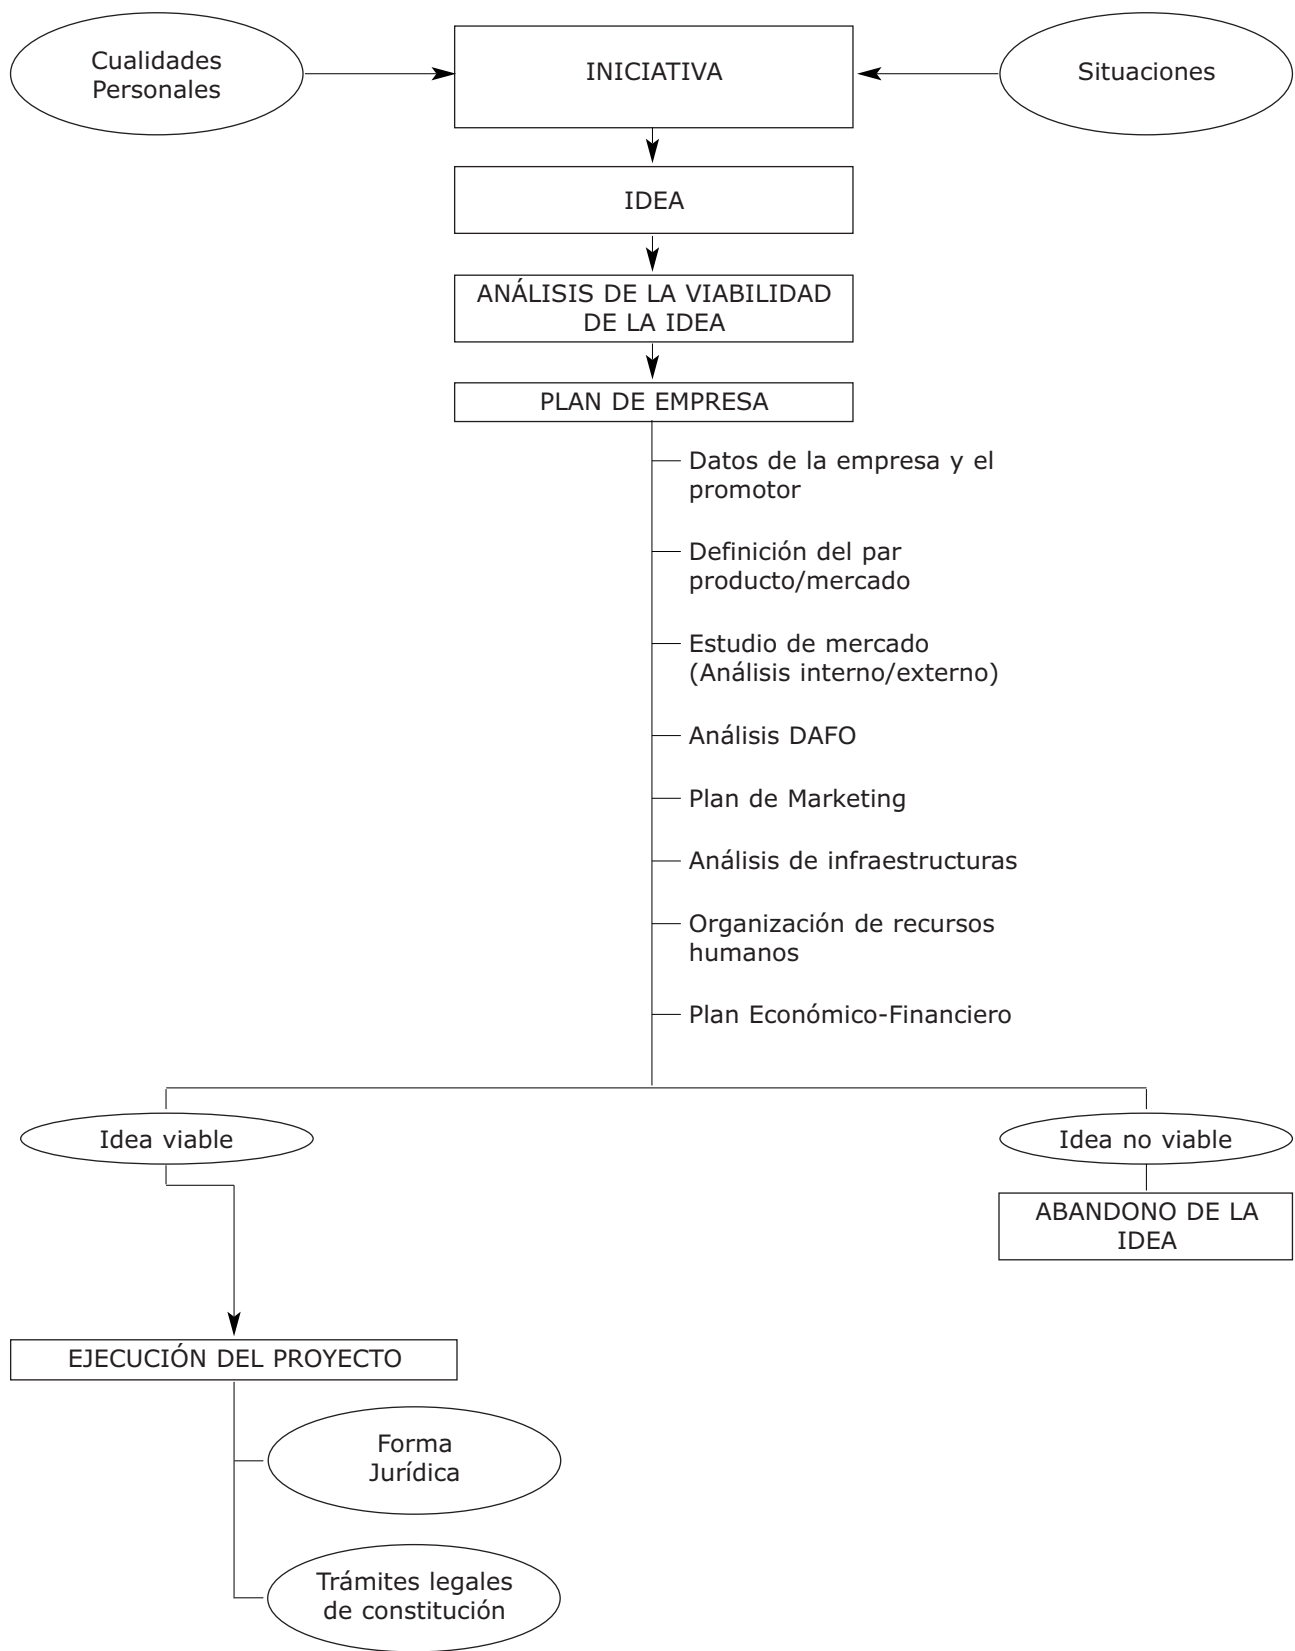 Cualidades
Personales
INICIATIVA
Situaciones
IDEA
ANÁLISIS DE LA VIABILIDAD
DE LA IDEA
PLAN DE EMPRESA
Datos de la empresa y el
promotor
Definición del par
producto/mercado
Estudio de mercado
(Análisis interno/externo)
Análisis DAFO
Plan de Marketing
Análisis de infraestructuras
Organización de recursos
humanos
Plan Económico-Financiero
Idea viable
Idea no viable
ABANDONO DE LA
IDEA
EJECUCIÓN DEL PROYECTO
Forma
Jurídica
Trámites legales
de constitución